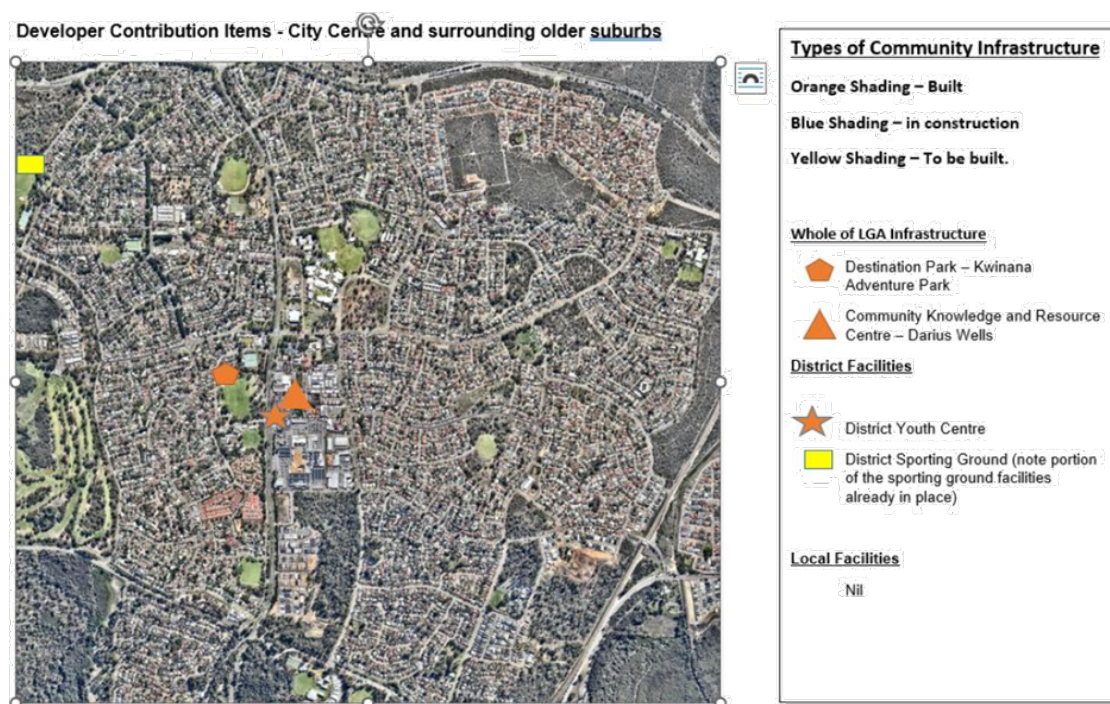 Developer Contribution Items - City Centre and surrounding older suburbs
Types of Community Infrastructure
Orange Shading – Built
Blue Shading – in construction
Yellow Shading – To be built.
Whole of LGA Infrastructure
Destination Park – Kwinana
Adventure Park
Community Knowledge and Resource
Centre – Darius Wells
District Facilities
District Youth Centre
District Sporting Ground (note portion
of the sporting ground facilities
already in place)
Local Facilities
Nil